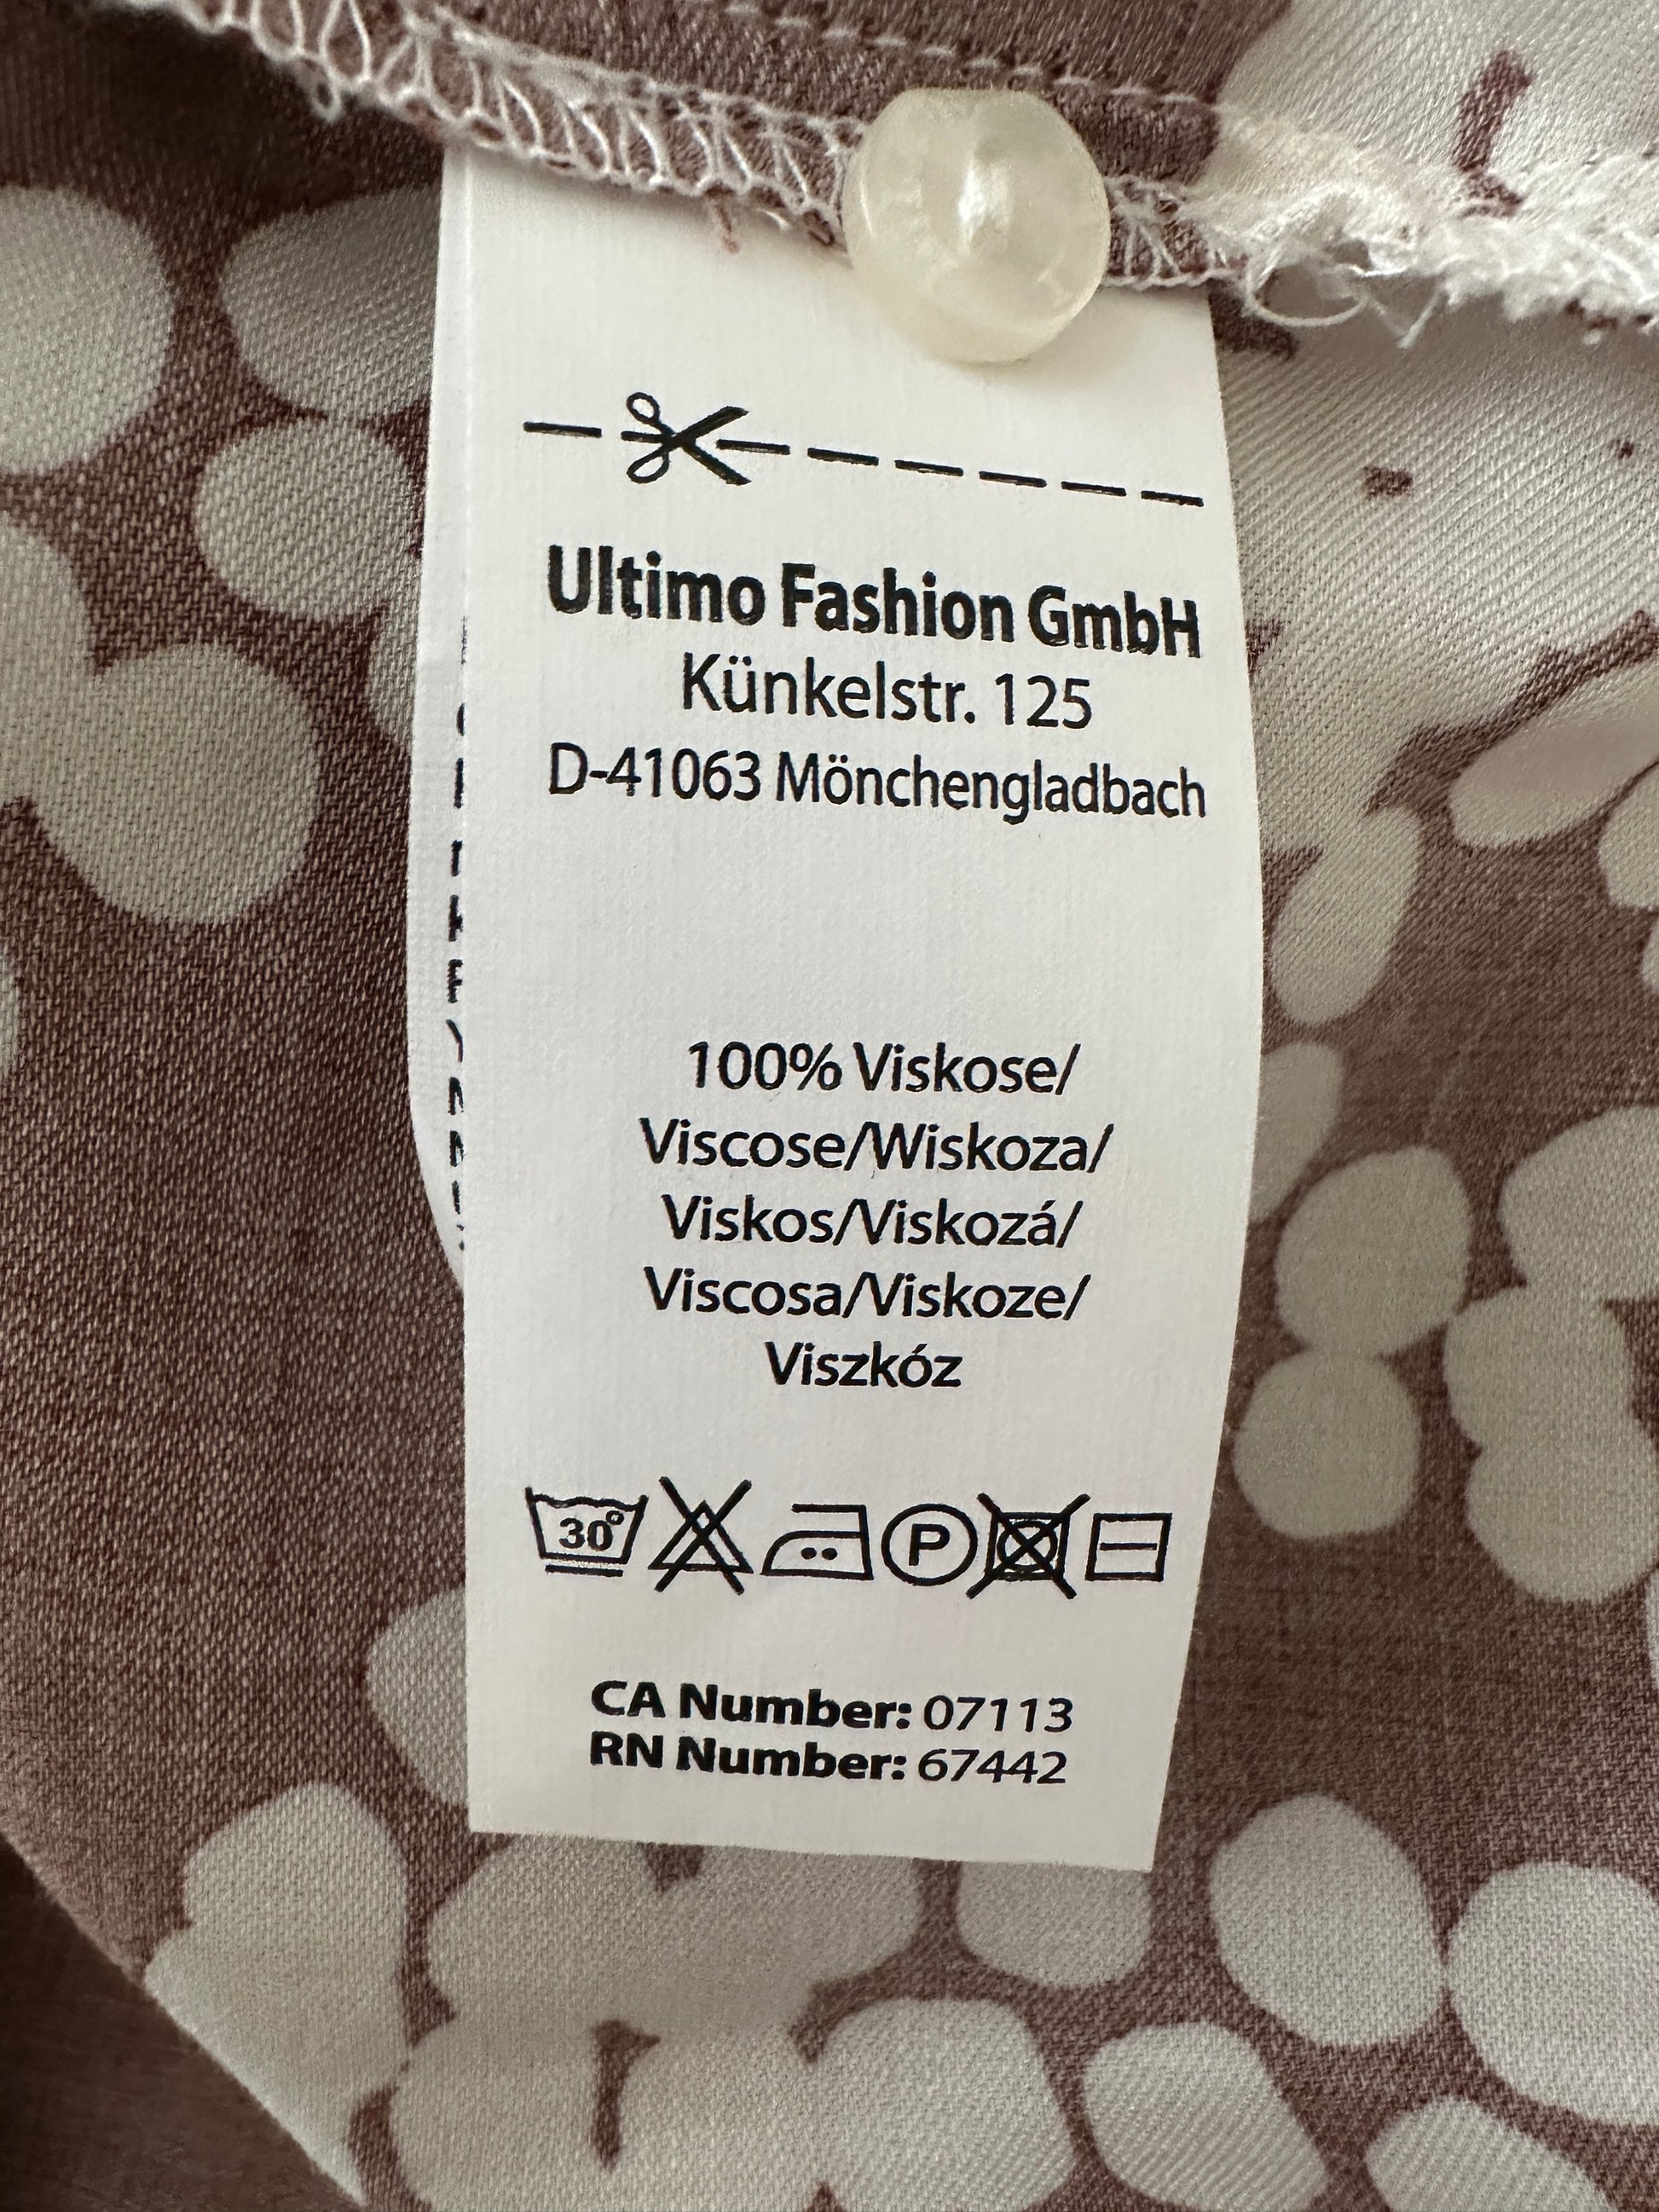 Ultimo Fashion GmbH
Künkelstr. 125
D-41063 Mönchengladbach
100% Viskose/
Viscose/Wiskoza/
Viskos/Viskozá/
Viscosa/Viskoze/
Viszkóz
30°
P
CA Number: 07113
RN Number: 67442